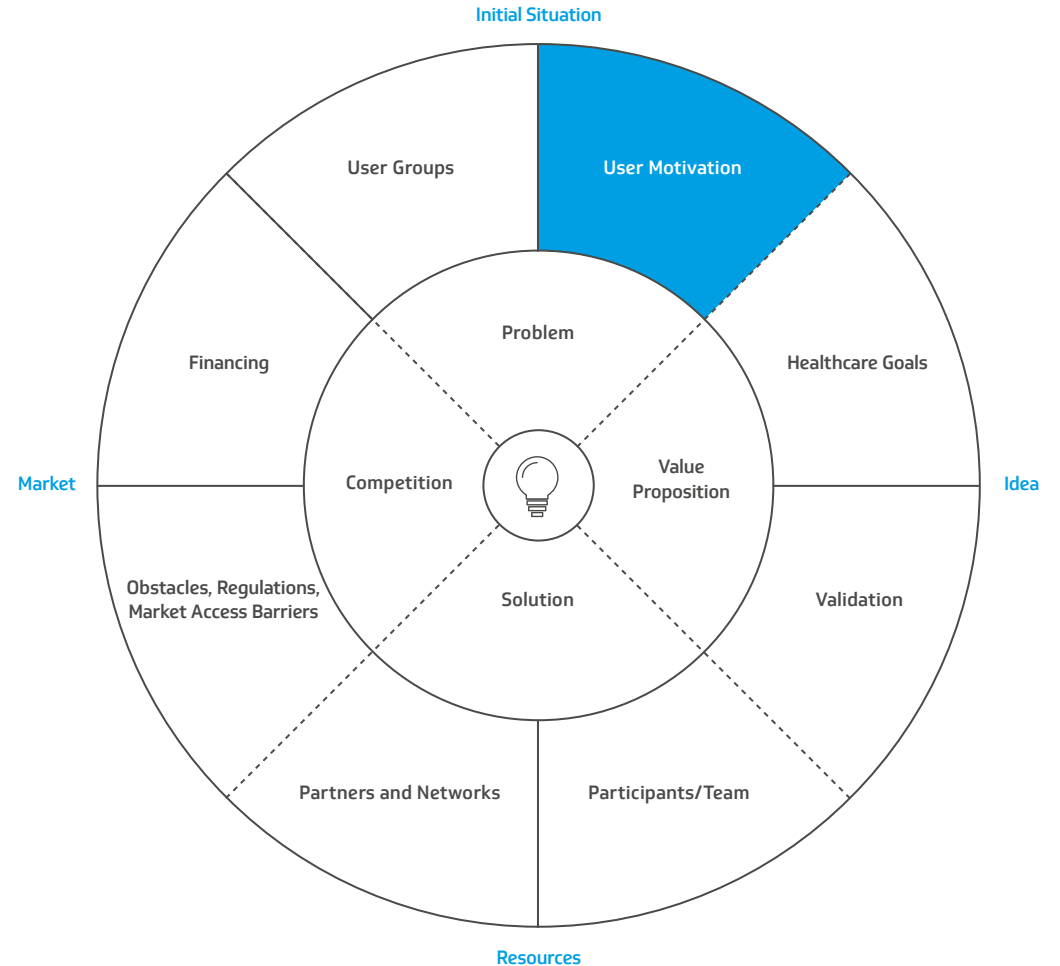 Initial Situation
User Groups
User Motivation
Problem
Financing
Healthcare Goals
Market
Competition
Value
Proposition
Idea
Obstacles, Regulations,
Market Access Barriers
Solution
Validation
Partners and Networks
Participants/Team
Resources